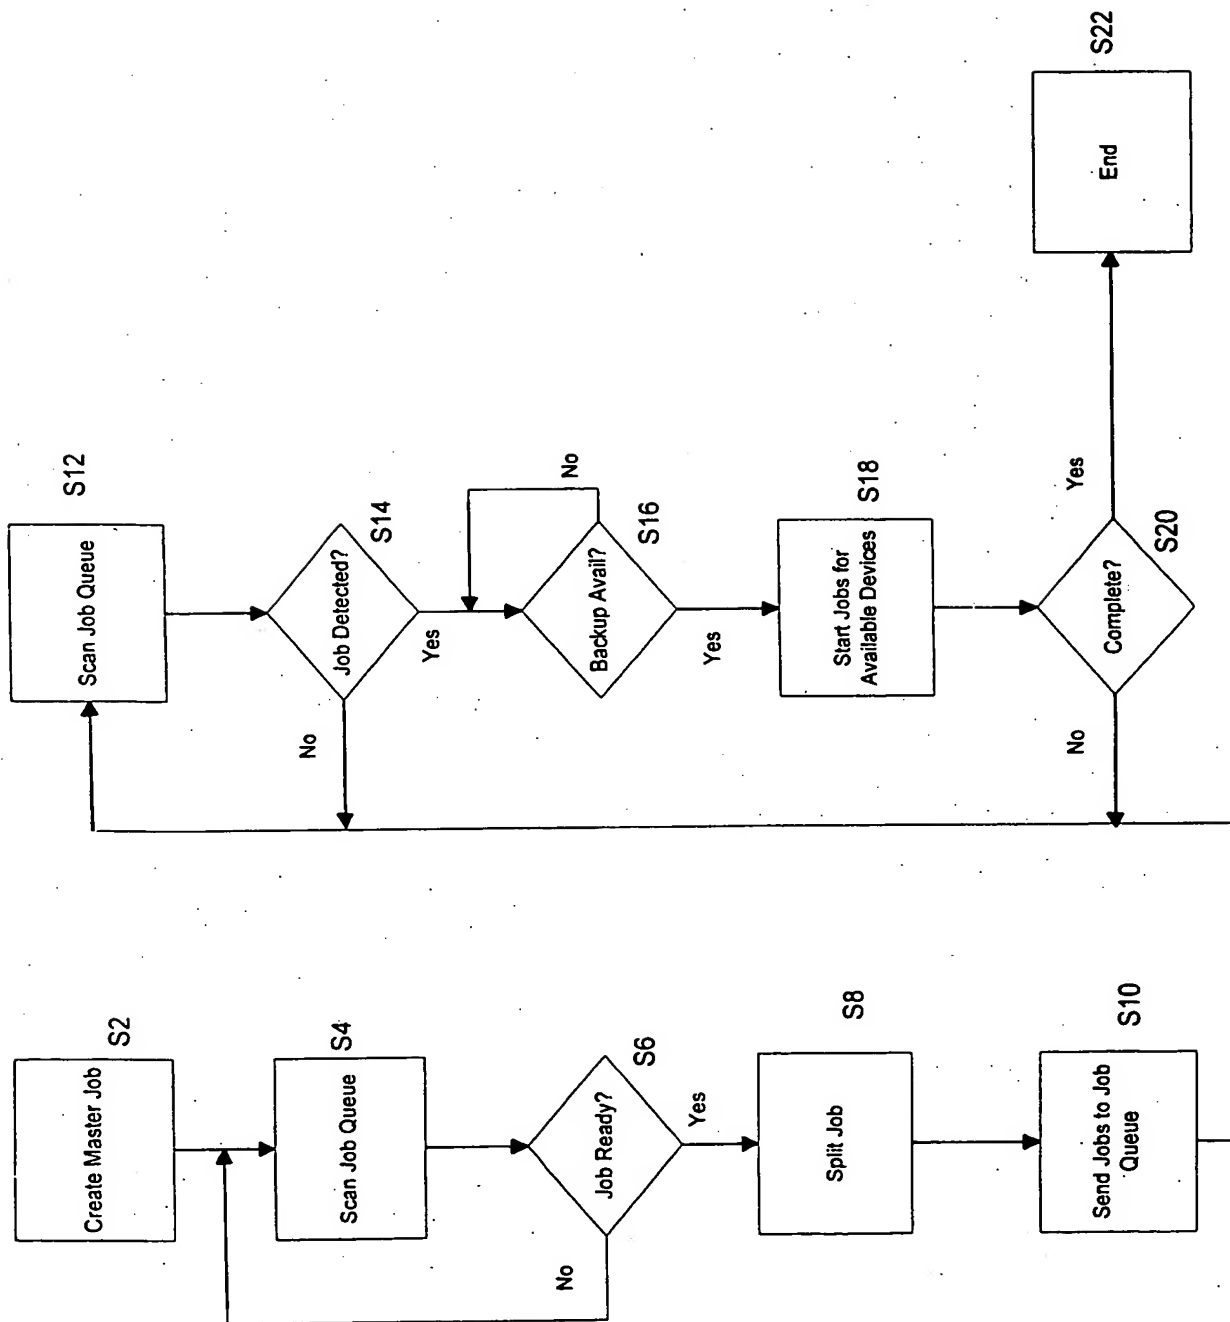 Create Master Job
S2
Scan Job Queue
S4
Job Ready?
S6
No
Yes
Split Job
S8
Send Jobs to Job
Queue
S10
Scan Job Queue
S12
Job Detected?
S14
No
Yes
Backup Avail?
S16
No
Yes
Start Jobs for
Available Devices
S18
Complete?
S20
No
Yes
End
S22